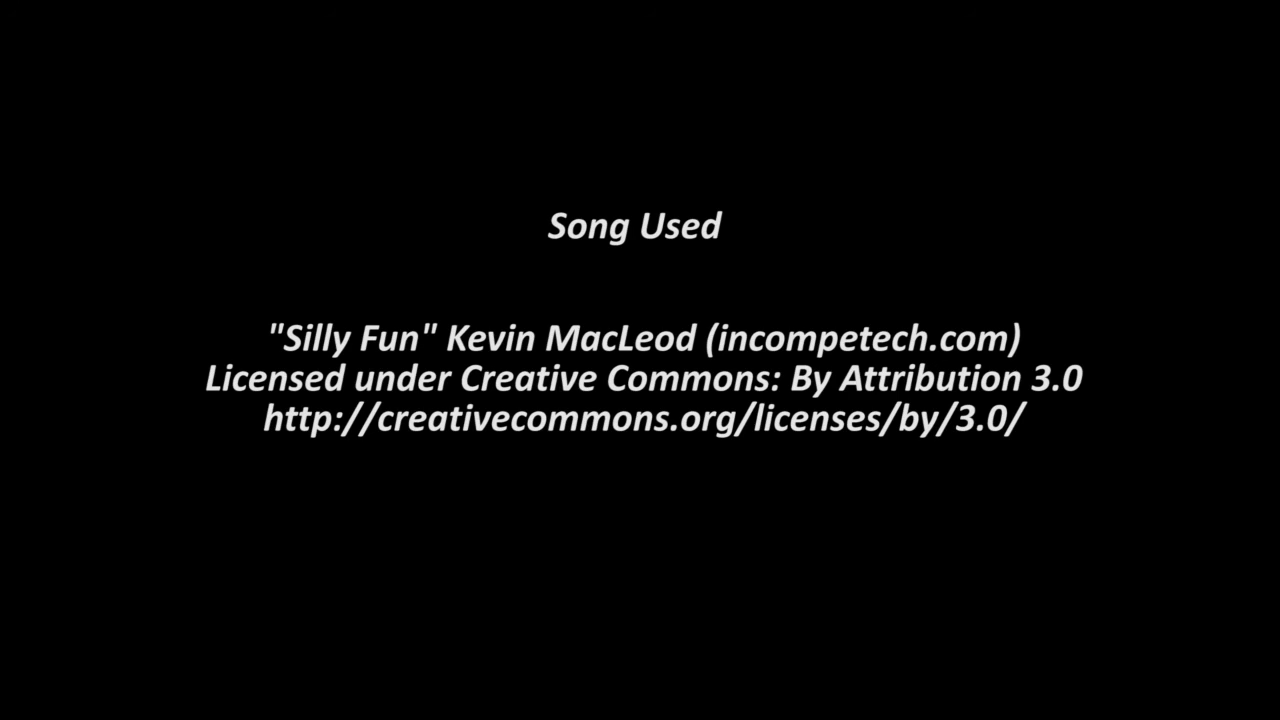 Song Used
"Silly Fun" Kevin MacLeod (incompetech.com)
Licensed under Creative Commons: By Attribution 3.0
http://creativecommons.org/licenses/by/3.0/